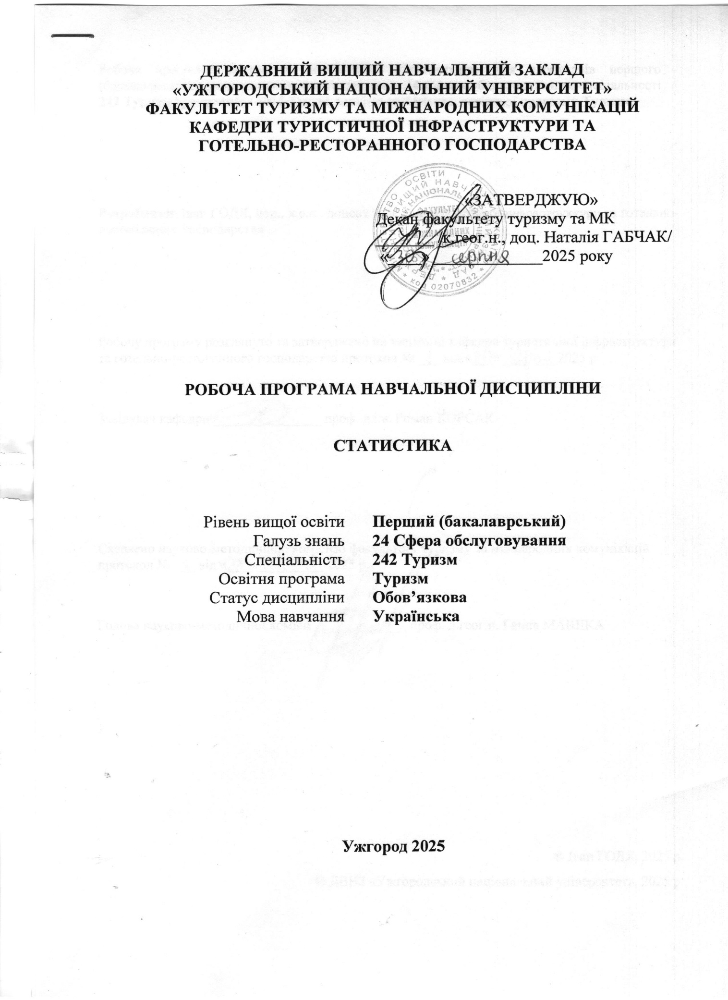 ДЕРЖАВНИЙ ВИЩИЙ НАВЧАЛЬНИЙ ЗАКЛАД
«УЖГОРОДСЬКИЙ НАЦІОНАЛЬНИЙ УНІВЕРСИТЕТ»
ФАКУЛЬТЕТ ТУРИЗМУ ТА МІЖНАРОДНИХ КОМУНІКАЦІЙ
КАФЕДРИ ТУРИСТИЧНОЇ ІНФРАСТРУКТУРИ ТА
ГОТЕЛЬНО-РЕСТОРАННОГО ГОСПОДАРСТВА
«ЗАТВЕРДЖУЮ»
Декан факультету туризму та МК
к.геог.н., доц. Наталія ГАБЧАК/
«30» серпня 2025 року
код 02070832
РОБОЧА ПРОГРАМА НАВЧАЛЬНОЇ ДИСЦИПЛІНИ
СТАТИСТИКА
Рівень вищої освіти Перший (бакалаврський)
Галузь знань 24 Сфера обслуговування
Спеціальність 242 Туризм
Освітня програма Туризм
Статус дисципліни Обов’язкова
Мова навчання Українська
Ужгород 2025